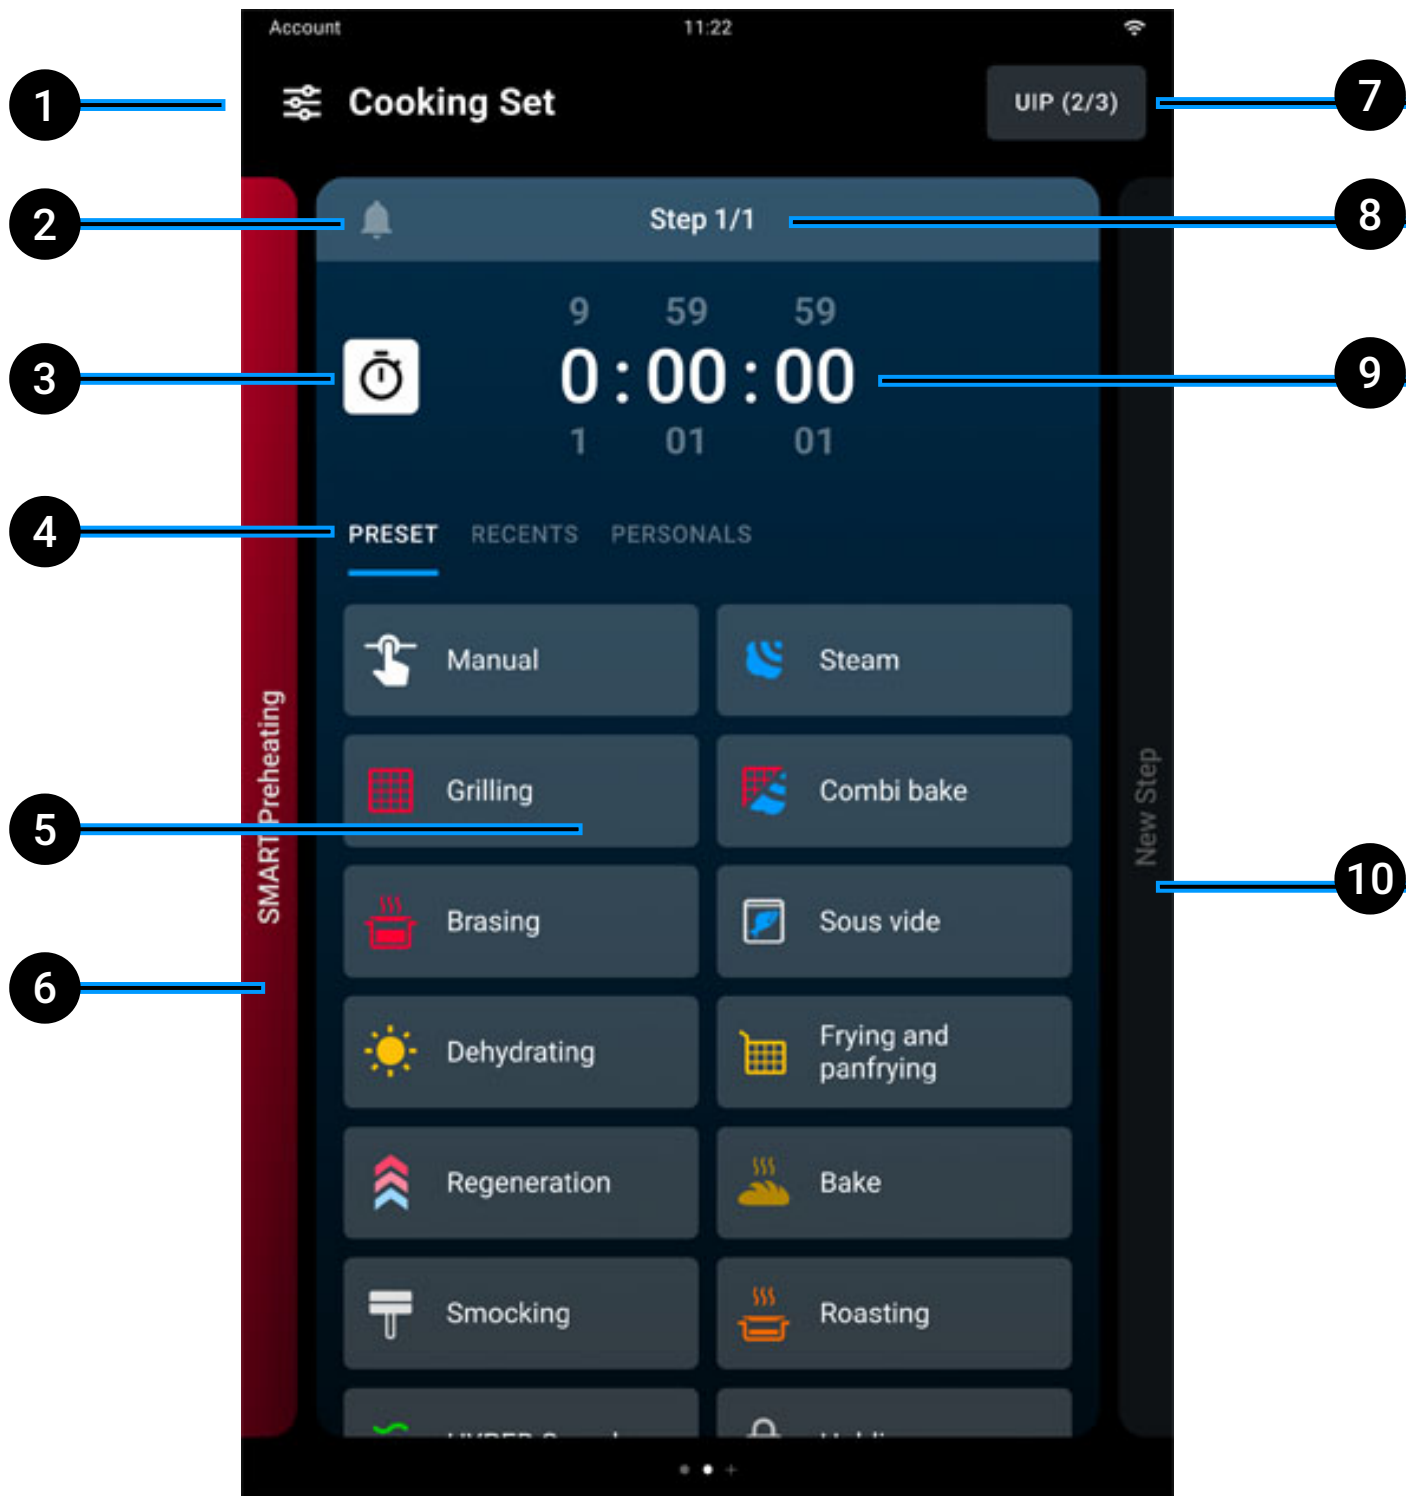 Account 11:22
1 Cooking Set UIP (2/3) 7
2 Step 1/1 8
9 59 59
3 0 : 00 : 00 9
1 01 01
4 PRESET RECENTS PERSONALS
Manual Steam
Grilling Combi bake
5
SMART Preheating
New Step
10
Brasing Sous vide
6
Dehydrating Frying and
panfrying
Regeneration Bake
Smocking Roasting